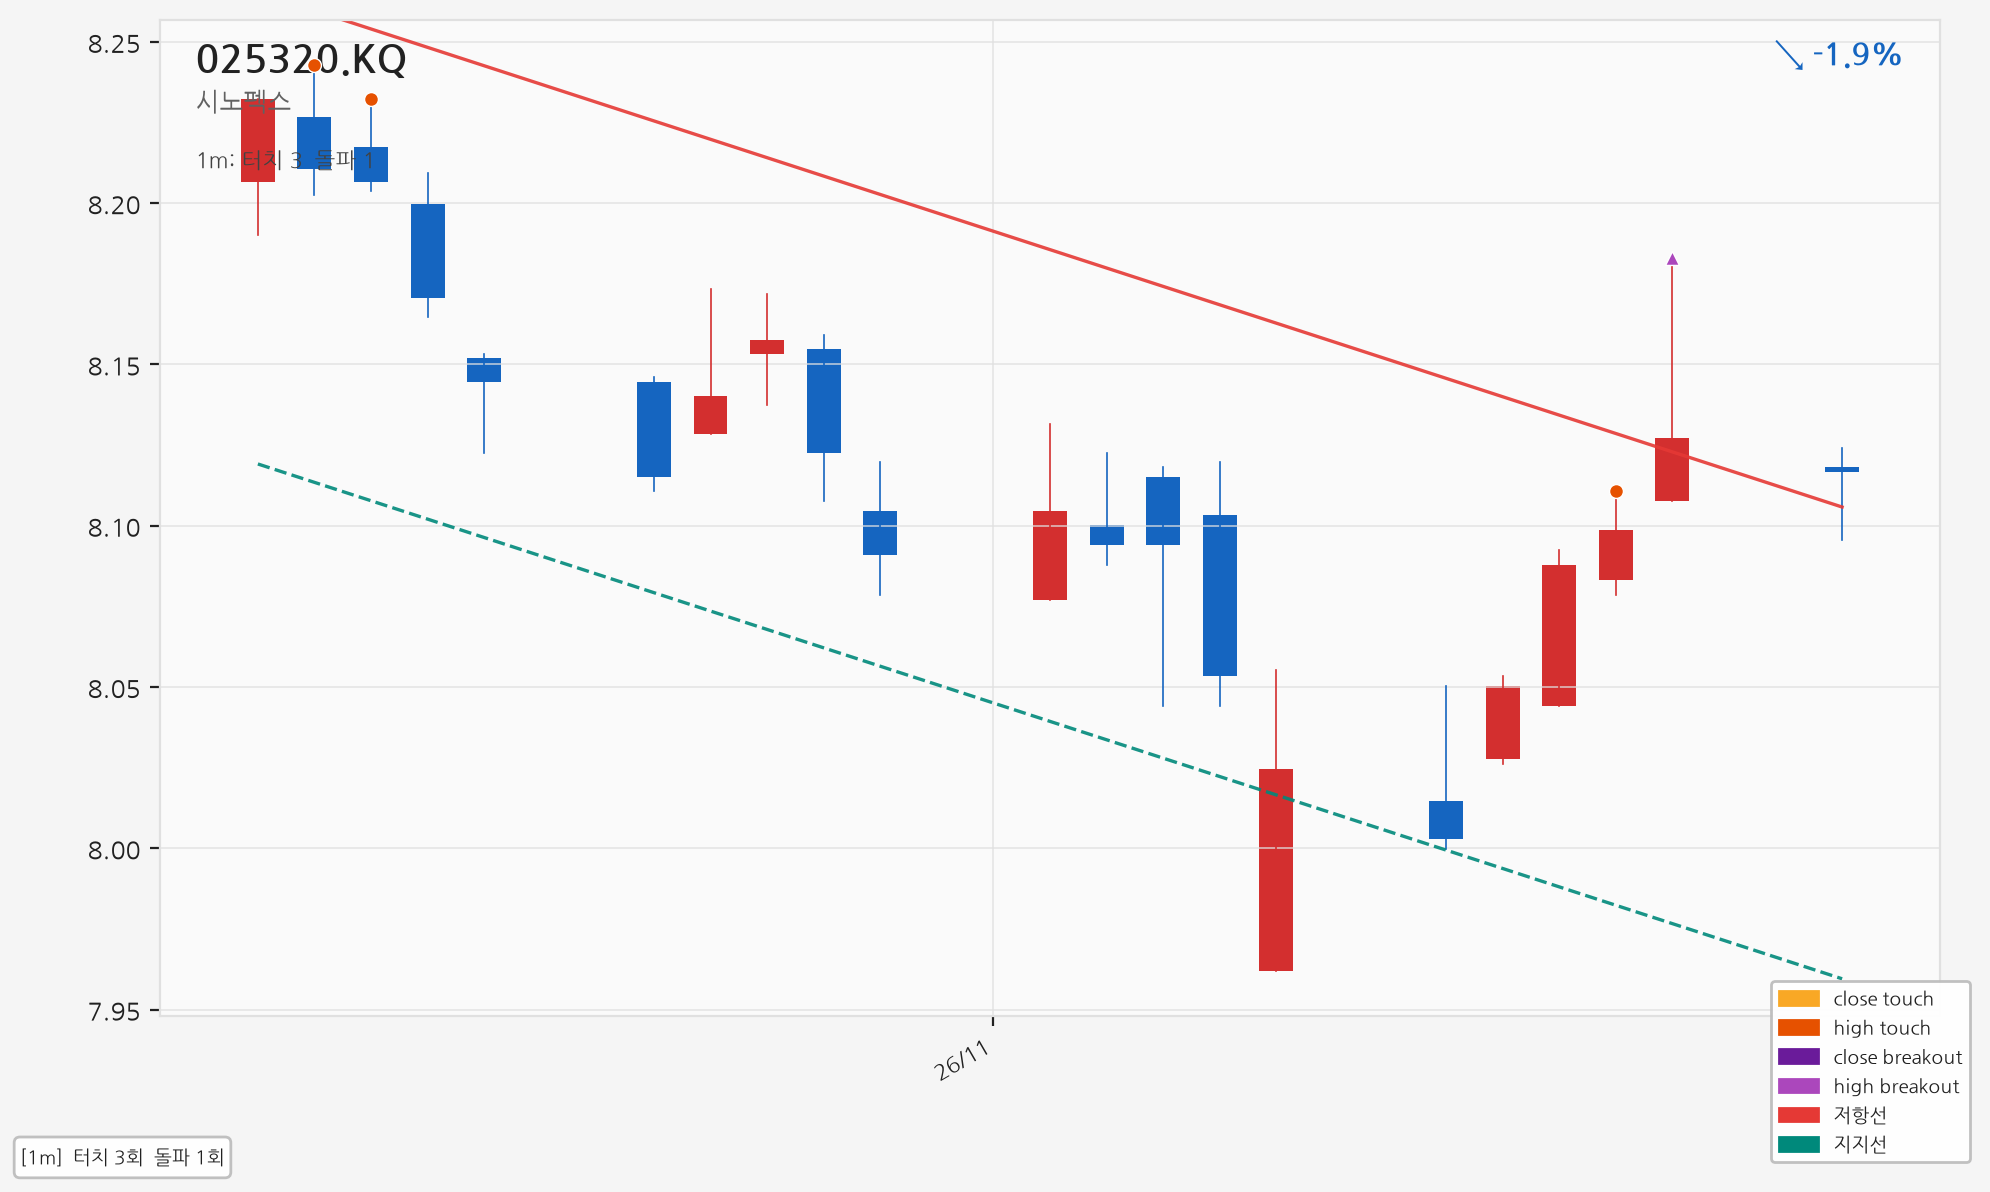 025320.KQ
시노펙스
1m: 터치 3  돌파 1
-1.9%
8.25
8.20
8.15
8.10
8.05
8.00
7.95
26/11
close touch
high touch
close breakout
high breakout
저항선
지지선
[1m]  터치 3회  돌파 1회